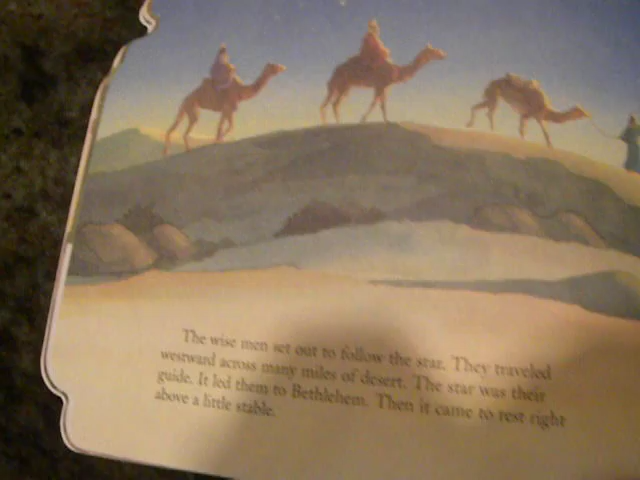 The wise men set out to follow the star. They traveled
westward across many miles of desert. The star was their
guide. It led them to Bethlehem. Then it came to rest right
above a little stable.